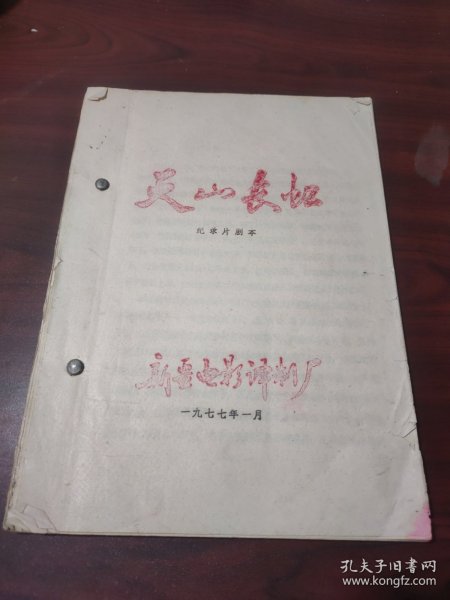 天山长虹
纪录片剧本
新晋电影译制厂
一九七七年一月
孔夫子旧书网
www.kongfz.com